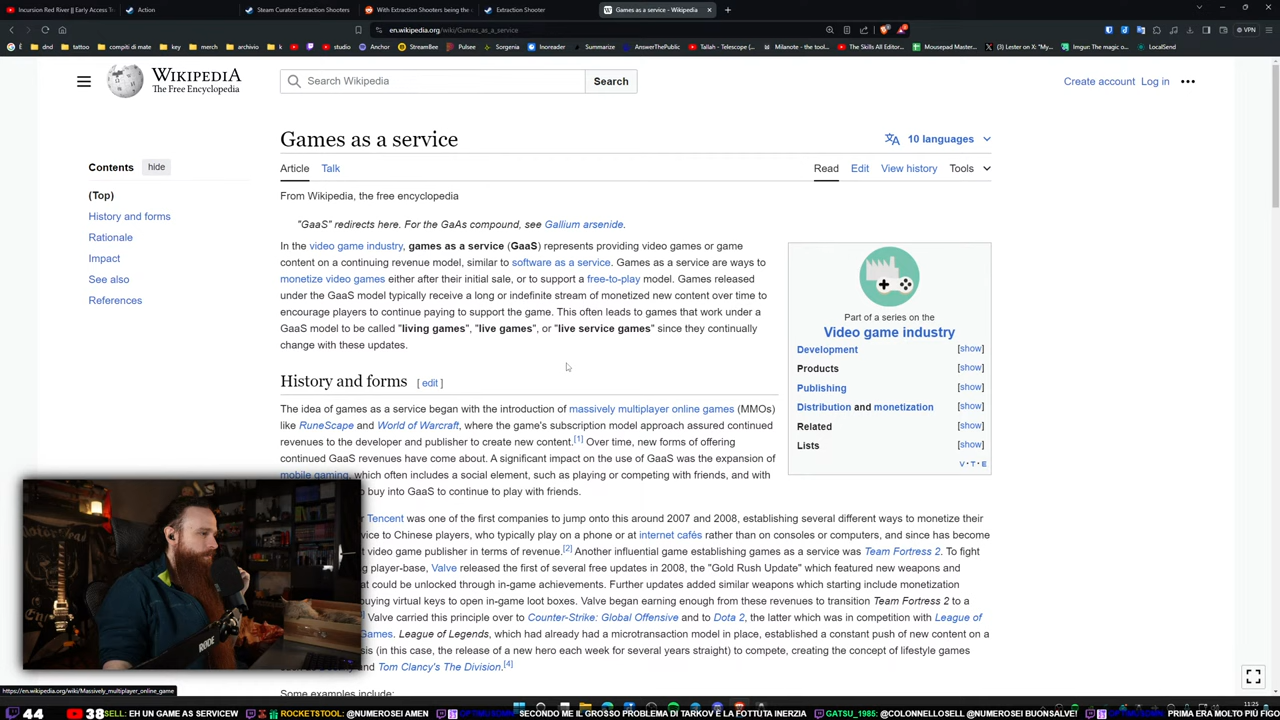 Incursion Red River || Early Access T
Action
Steam Curator: Extraction Shooters
With Extraction Shooters being the
Extraction Shooter
Games as a service - Wikipedia
en.wikipedia.org/wiki/Games_as_a_service
VPN
dnd tattoo compiti di mate key merch archivio k studio Anchor StreamBee Pulsee Sorgenia Inoreader Summarize AnswerThePublic Tallah - Telescope (... Milanote - the tool... The Skills All Editor... Mousepad Master... (3) Lester on X: "My... Imgur: The magic o... LocalSend
WIKIPEDIA
The Free Encyclopedia
Search Wikipedia
Search
Create account Log in
Games as a service
10 languages
Contents hide
Article Talk
Read Edit View history Tools
(Top)
History and forms
Rationale
Impact
See also
References
From Wikipedia, the free encyclopedia
"GaaS" redirects here. For the GaAs compound, see Gallium arsenide.
In the video game industry, games as a service (GaaS) represents providing video games or game
content on a continuing revenue model, similar to software as a service. Games as a service are ways to
monetize video games either after their initial sale, or to support a free-to-play model. Games released
under the GaaS model typically receive a long or indefinite stream of monetized new content over time to
encourage players to continue paying to support the game. This often leads to games that work under a
GaaS model to be called "living games", "live games", or "live service games" since they continually
change with these updates.
Part of a series on the
Video game industry
Development [show]
Products [show]
Publishing [show]
Distribution and monetization [show]
Related [show]
Lists [show]
V • T • E
History and forms [ edit ]
The idea of games as a service began with the introduction of massively multiplayer online games (MMOs)
like RuneScape and World of Warcraft, where the game's subscription model approach assured continued
revenues to the developer and publisher to create new content.[1] Over time, new forms of offering
continued GaaS revenues have come about. A significant impact on the use of GaaS was the expansion of
mobile gaming, which often includes a social element, such as playing or competing with friends, and with
to buy into GaaS to continue to play with friends.
Tencent was one of the first companies to jump onto this around 2007 and 2008, establishing several different ways to monetize their
vice to Chinese players, who typically play on a phone or at internet cafés rather than on consoles or computers, and since has become
video game publisher in terms of revenue.[2] Another influential game establishing games as a service was Team Fortress 2. To fight
g player-base, Valve released the first of several free updates in 2008, the "Gold Rush Update" which featured new weapons and
at could be unlocked through in-game achievements. Further updates added similar weapons which starting include monetization
buying virtual keys to open in-game loot boxes. Valve began earning enough from these revenues to transition Team Fortress 2 to a
Valve carried this principle over to Counter-Strike: Global Offensive and to Dota 2, the latter which was in competition with League of
Games. League of Legends, which had already had a microtransaction model in place, established a constant push of new content on a
sis (in this case, the release of a new hero each week for several years straight) to compete, creating the concept of lifestyle games
and Tom Clancy's The Division.[4]
Some examples include:
RODE
https://en.wikipedia.org/wiki/Massively_multiplayer_online_game
11:25
44 38 SELL: EH UN GAME AS SERVICEW ROCKETSTOOL: @NUMEROSEI AMEN SECONDO ME IL GROSSO PROBLEMA DI TARKOV È LA FOTTUTA INERZIA GATSU_1985: @COLONNELLOSELL @NUMEROSEI BUONSALVE! PRIMA ERA MOLTO PIÙ FIG